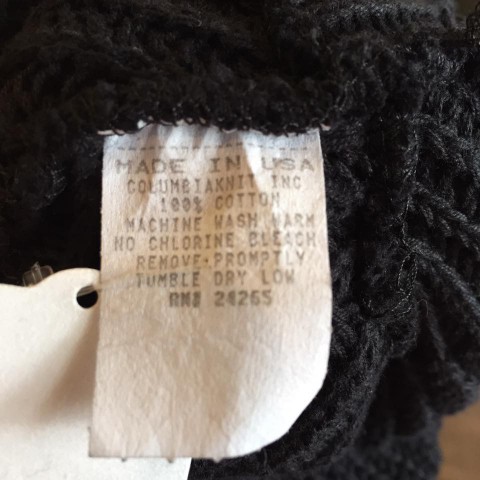 MADE IN USA
COLUMBIAKNIT INC
100% COTTON
MACHINE WASH WARM
NO CHLORINE BLEACH
REMOVE PROMPTLY
TUMBLE DRY LOW
RN# 24265